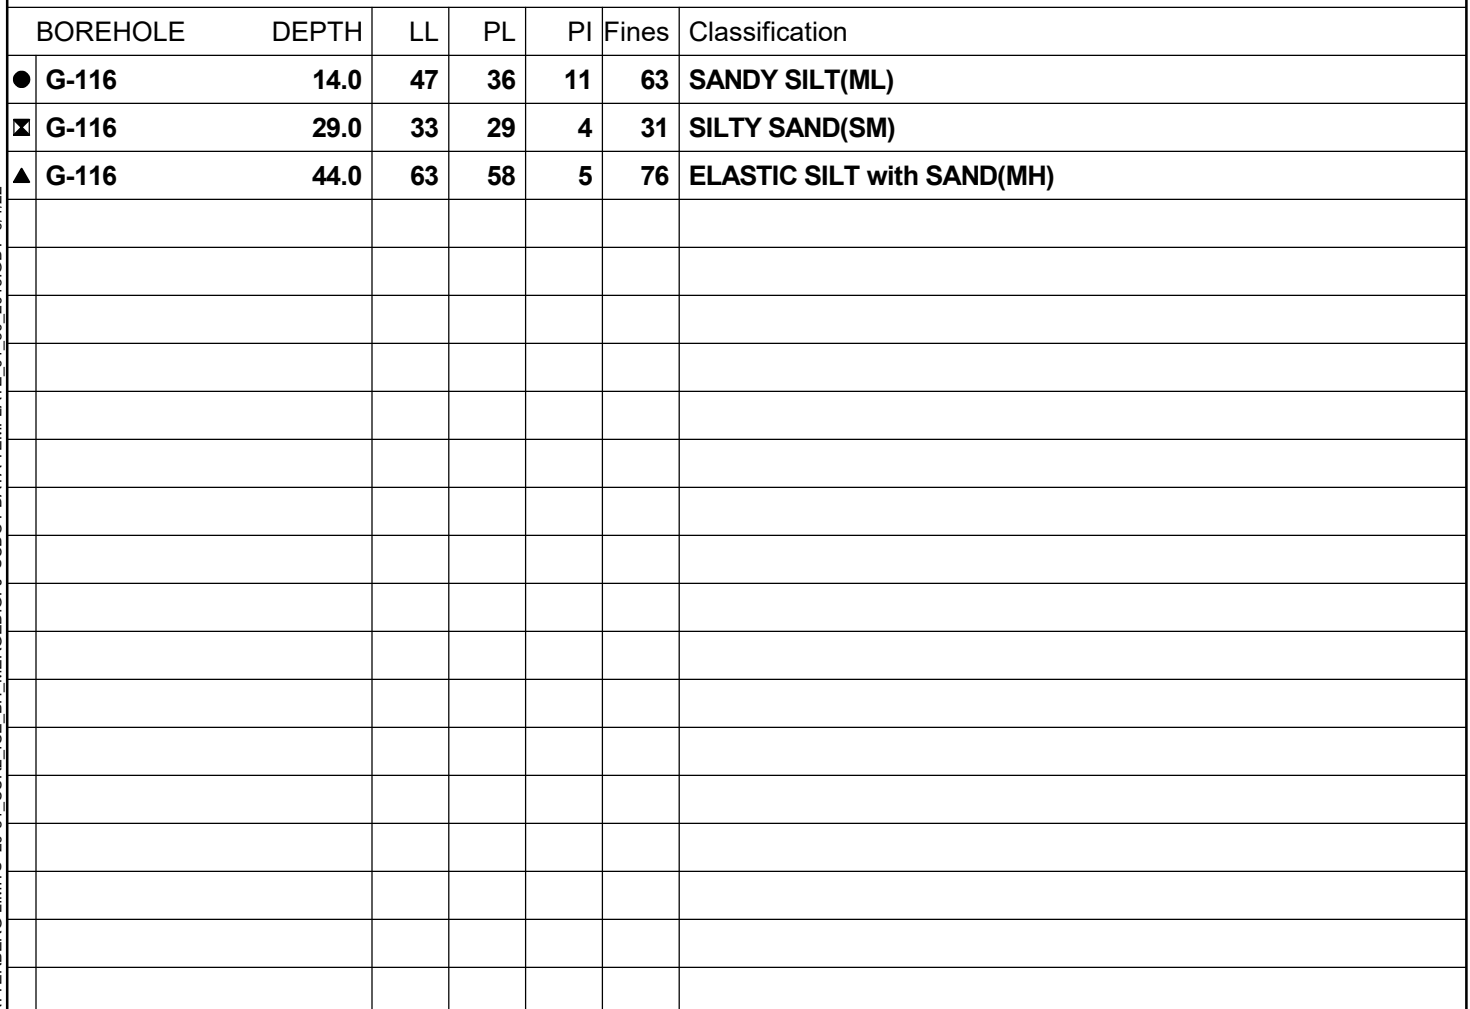 BOREHOLE DEPTH LL PL PI Fines Classification
G-116 14.0 47 36 11 63 SANDY SILT(ML)
G-116 29.0 33 29 4 31 SILTY SAND(SM)
G-116 44.0 63 58 5 76 ELASTIC SILT with SAND(MH)